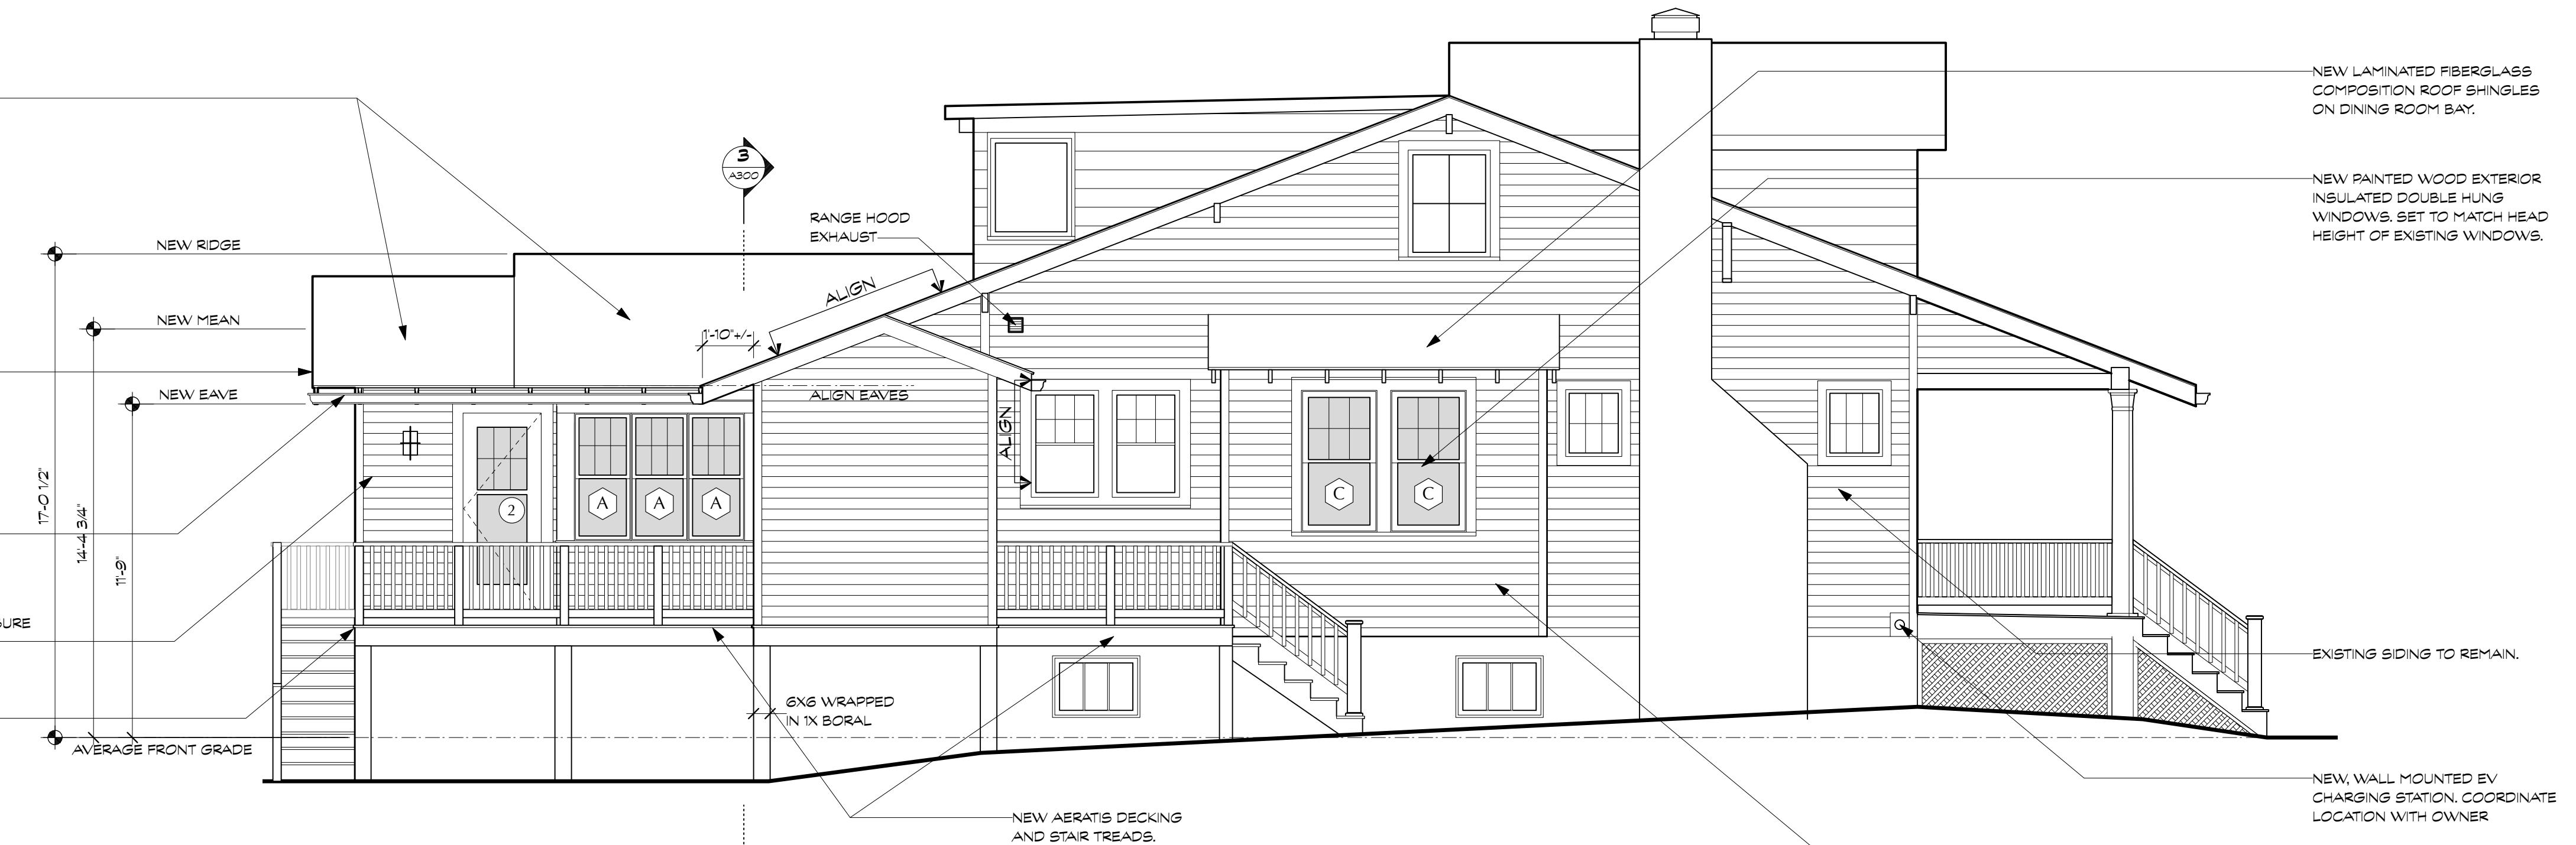 NEW LAMINATED FIBERGLASS
COMPOSITION ROOF SHINGLES
ON DINING ROOM BAY.
NEW PAINTED WOOD EXTERIOR
INSULATED DOUBLE HUNG
WINDOWS. SET TO MATCH HEAD
HEIGHT OF EXISTING WINDOWS.
3
A300
RANGE HOOD
EXHAUST
NEW RIDGE
ALIGN
NEW MEAN
1'-10"+/-
NEW EAVE
ALIGN EAVES
ALIGN
17'-0 1/2"
14'-4 3/4"
11'-9"
2
A
A
A
C
C
SURE
EXISTING SIDING TO REMAIN.
6X6 WRAPPED
IN 1X BORAL
AVERAGE FRONT GRADE
NEW AERATIS DECKING
AND STAIR TREADS.
NEW, WALL MOUNTED EV
CHARGING STATION. COORDINATE
LOCATION WITH OWNER